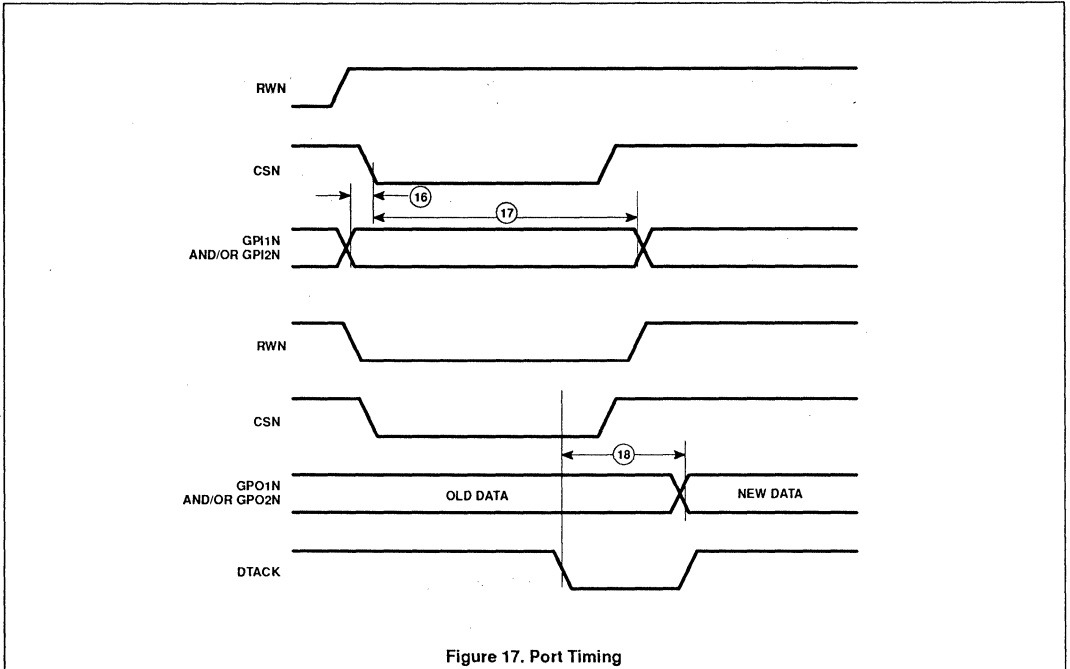 RWN
CSN
16
17
GPI1N
AND/OR GPI2N
RWN
CSN
18
GPO1N
AND/OR GPO2N
OLD DATA
NEW DATA
DTACK
Figure 17. Port Timing